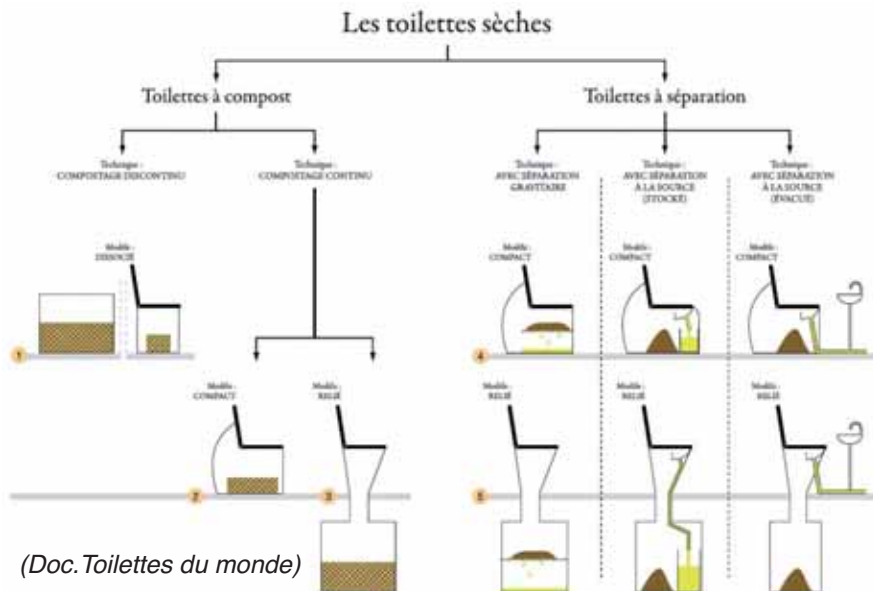 Les toilettes sèches
Toilettes à compost
Toilettes à séparation
Technique :
COMPOSTAGE DISCONTINU
Technique :
COMPOSTAGE CONTINU
Technique :
AVEC SÉPARATION
GRAVITAIRE
Technique :
AVEC SÉPARATION
À LA SOURCE
(STOCKÉ)
Technique :
AVEC SÉPARATION
À LA SOURCE
(ÉVACUÉ)
Modèle :
DISSOCIÉ
Modèle :
COMPACT
Modèle :
COMPACT
Modèle :
COMPACT
1
4
Modèle :
COMPACT
Modèle :
RELIÉ
Modèle :
RELIÉ
Modèle :
RELIÉ
Modèle :
RELIÉ
2
3
5
(Doc.Toilettes du monde)